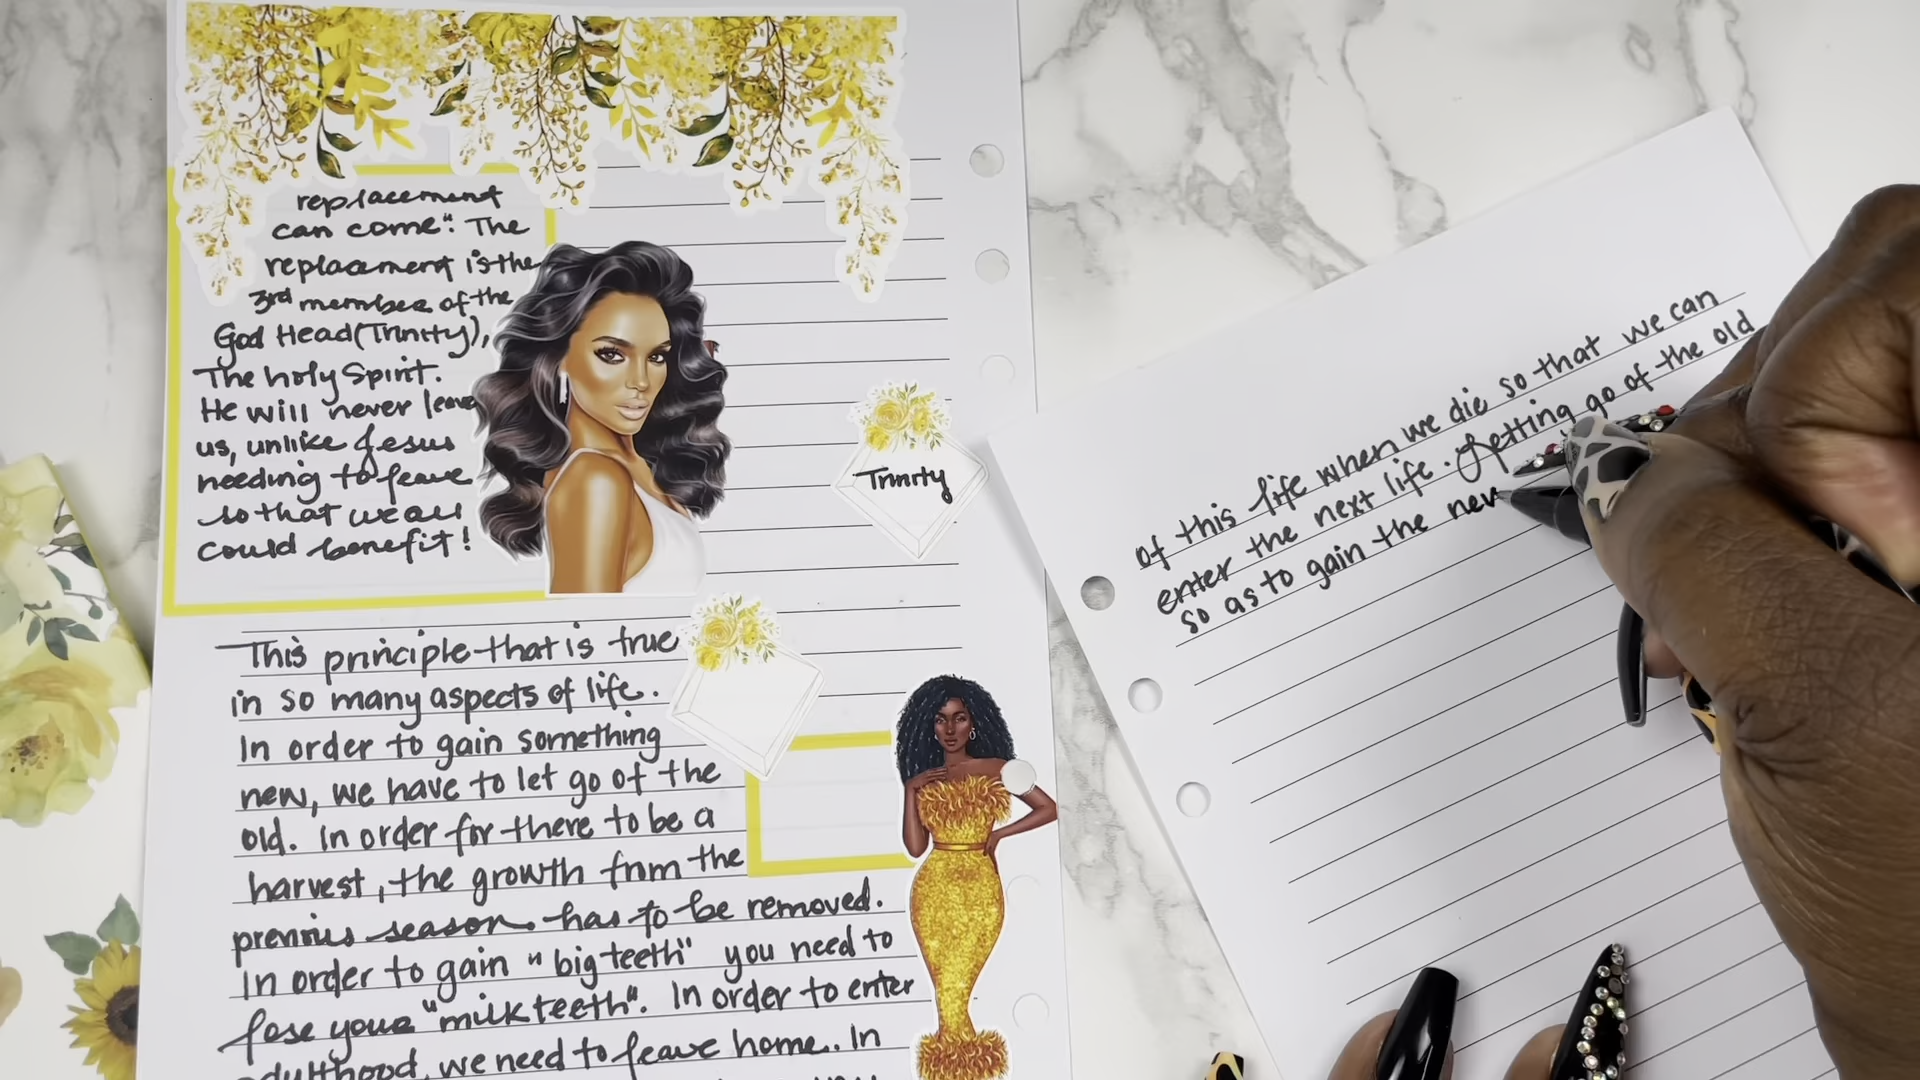 replacement
can come". The
replacement is the
3rd member of the
God Head (Trinity),
The holy Spirit.
He will never leave
us, unlike Jesus
needing to leave
so that we all
could benefit!
Trinity
This principle that is true
in so many aspects of life.
In order to gain something
new, we have to let go of the
old. In order for there to be a
harvest, the growth from the
previous season has to be removed.
In order to gain "big teeth" you need to
lose your "milk teeth". In order to enter
adulthood, we need to leave home. In
of this life when we die so that we can
enter the next life. Letting go of the old
so as to gain the new